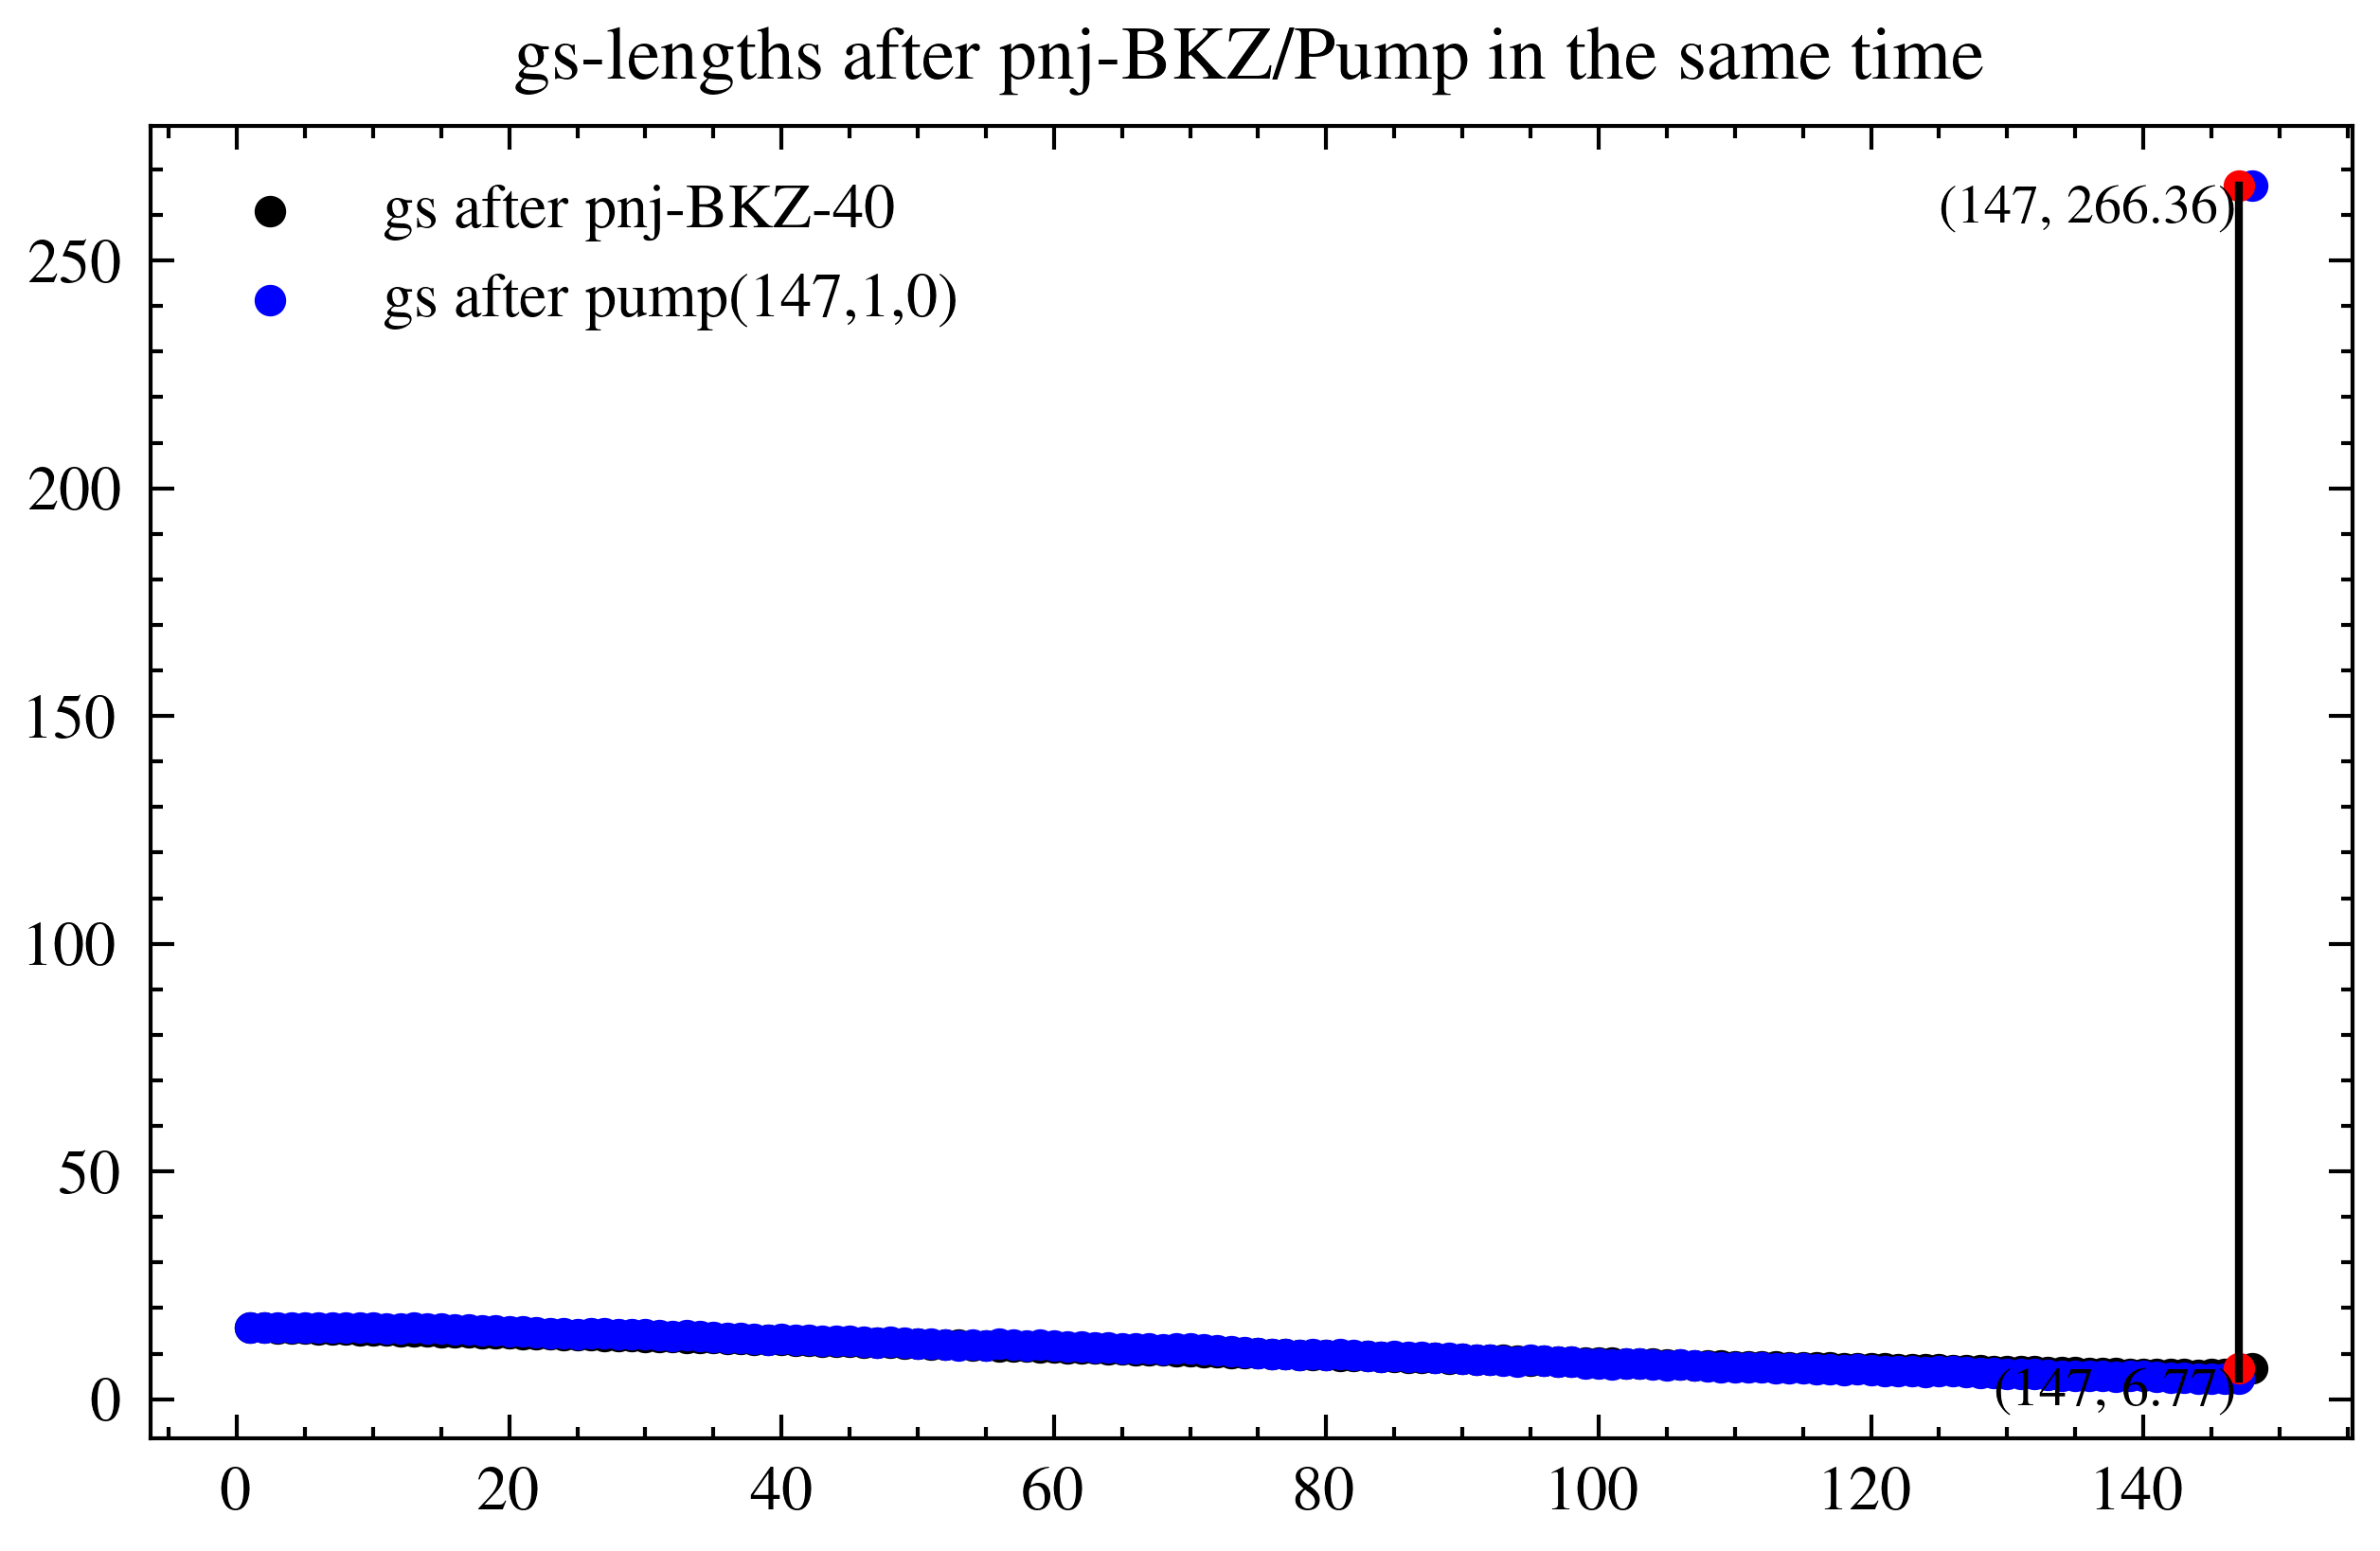 gs-lengths after pnj-BKZ/Pump in the same time
gs after pnj-BKZ-40
gs after pump(147,1,0)
(147, 266.36)
250
200
150
100
50
0
(147, 6.77)
0 20 40 60 80 100 120 140